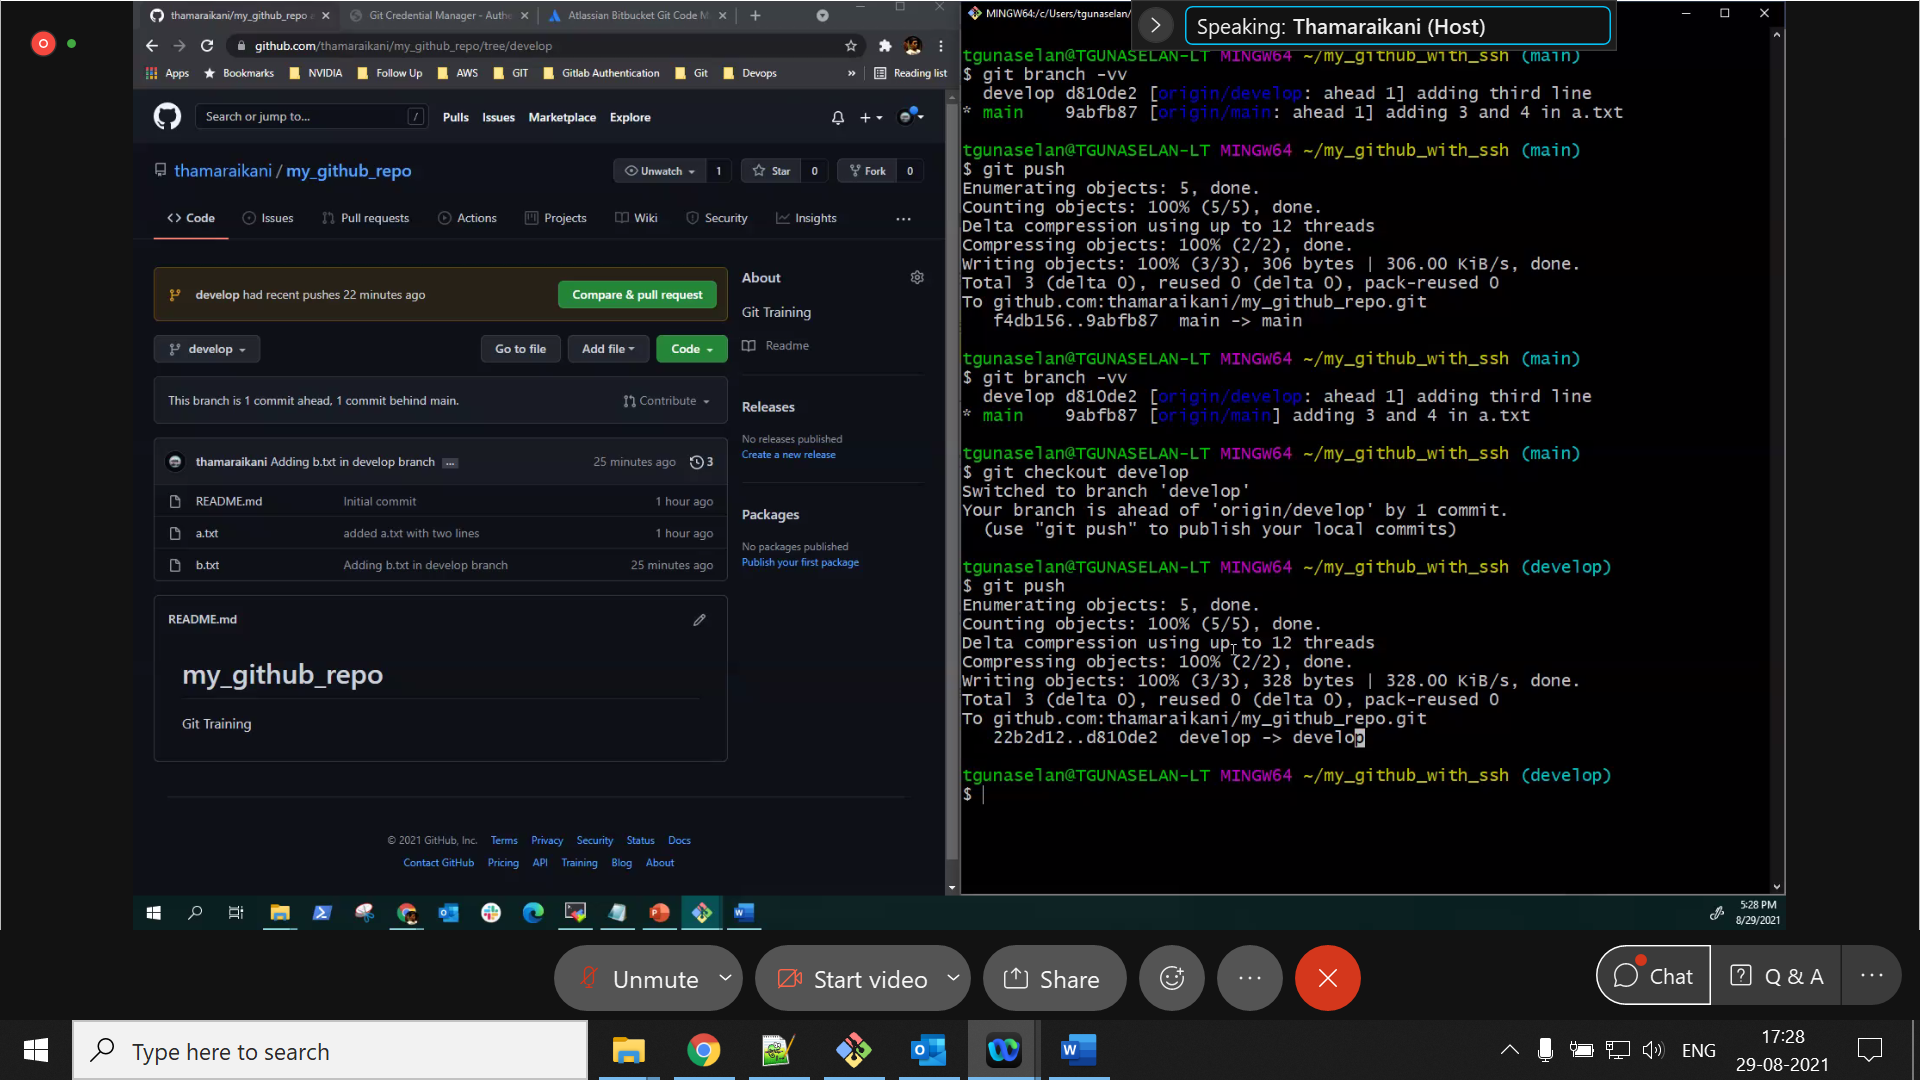 thamaraikani/my_github_repo
Git Credential Manager - Authe
Atlassian Bitbucket Git Code M
github.com/thamaraikani/my_github_repo/tree/develop
Apps
Bookmarks
NVIDIA
Follow Up
AWS
GIT
Gitlab Authentication
Git
Devops
»
Reading list
Search or jump to...
/
Pulls
Issues
Marketplace
Explore
thamaraikani / my_github_repo
Unwatch
1
Star
0
Fork
0
<> Code
Issues
Pull requests
Actions
Projects
Wiki
Security
Insights
develop had recent pushes 22 minutes ago
Compare & pull request
develop
Go to file
Add file
Code
This branch is 1 commit ahead, 1 commit behind main.
Contribute
thamaraikani Adding b.txt in develop branch ...
25 minutes ago
3
README.md
Initial commit
1 hour ago
a.txt
added a.txt with two lines
1 hour ago
b.txt
Adding b.txt in develop branch
25 minutes ago
README.md
my_github_repo
Git Training
About
Git Training
Readme
Releases
No releases published
Create a new release
Packages
No packages published
Publish your first package
© 2021 GitHub, Inc.
Terms
Privacy
Security
Status
Docs
Contact GitHub
Pricing
API
Training
Blog
About
MINGW64:/c/Users/tgunaselan/
Speaking: Thamaraikani (Host)
tgunaselan@TGUNASELAN-LT MINGW64 ~/my_github_with_ssh (main)
$ git branch -vv
develop d810de2 [origin/develop: ahead 1] adding third line
* main    9abfb87 [origin/main: ahead 1] adding 3 and 4 in a.txt
tgunaselan@TGUNASELAN-LT MINGW64 ~/my_github_with_ssh (main)
$ git push
Enumerating objects: 5, done.
Counting objects: 100% (5/5), done.
Delta compression using up to 12 threads
Compressing objects: 100% (2/2), done.
Writing objects: 100% (3/3), 306 bytes | 306.00 KiB/s, done.
Total 3 (delta 0), reused 0 (delta 0), pack-reused 0
To github.com:thamaraikani/my_github_repo.git
f4db156..9abfb87  main -> main
tgunaselan@TGUNASELAN-LT MINGW64 ~/my_github_with_ssh (main)
$ git branch -vv
develop d810de2 [origin/develop: ahead 1] adding third line
* main    9abfb87 [origin/main] adding 3 and 4 in a.txt
tgunaselan@TGUNASELAN-LT MINGW64 ~/my_github_with_ssh (main)
$ git checkout develop
Switched to branch 'develop'
Your branch is ahead of 'origin/develop' by 1 commit.
(use "git push" to publish your local commits)
tgunaselan@TGUNASELAN-LT MINGW64 ~/my_github_with_ssh (develop)
$ git push
Enumerating objects: 5, done.
Counting objects: 100% (5/5), done.
Delta compression using up to 12 threads
Compressing objects: 100% (2/2), done.
Writing objects: 100% (3/3), 328 bytes | 328.00 KiB/s, done.
Total 3 (delta 0), reused 0 (delta 0), pack-reused 0
To github.com:thamaraikani/my_github_repo.git
22b2d12..d810de2  develop -> develop
tgunaselan@TGUNASELAN-LT MINGW64 ~/my_github_with_ssh (develop)
$
5:28 PM
8/29/2021
Unmute
Start video
Share
Chat
Q & A
Type here to search
ENG
17:28
29-08-2021